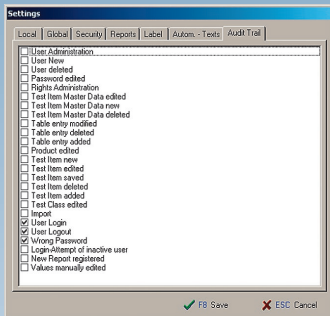 Settings
Local Global Security Reports Label Autom. - Texts Audit Trail
User Administration
User New
User deleted
Password edited
Rights Administration
Test Item Master Data edited
Test Item Master Data new
Test Item Master Data deleted
Table entry modified
Table entry deleted
Table entry added
Product edited
Test Item new
Test Item edited
Test Item saved
Test Item deleted
Test Item added
Test Class edited
Import
User Login
User Logout
Wrong Password
Login-Attempt of inactive user
New Report registered
Values manually edited
F8 Save ESC Cancel